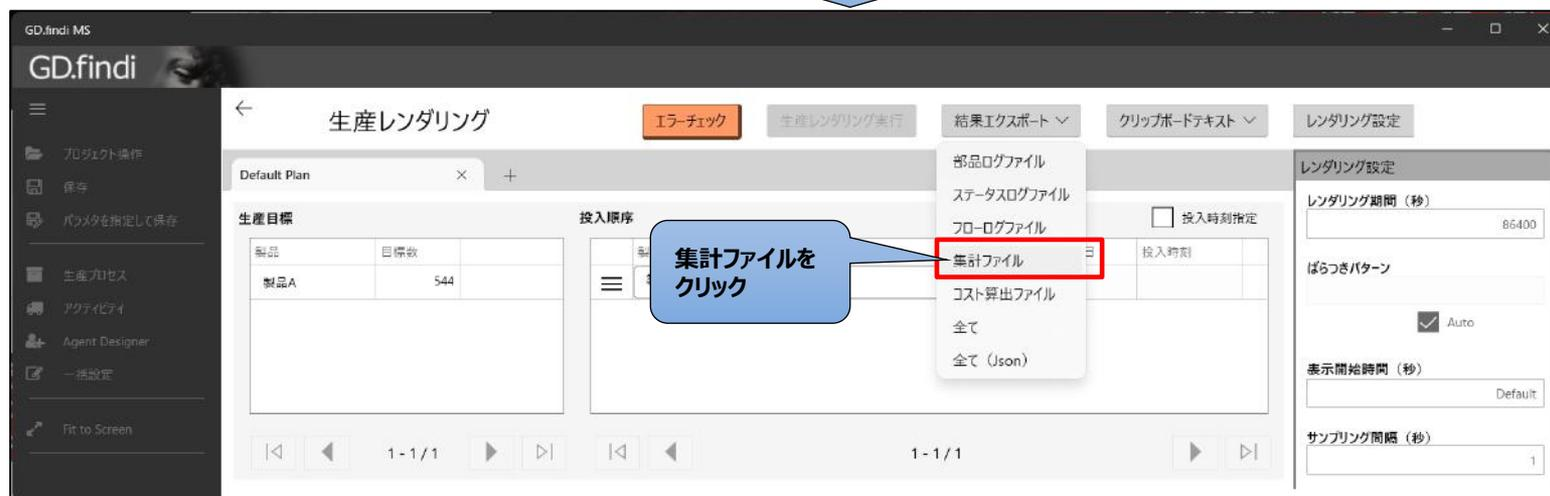 GD.findi MS
GD.findi
生産レンダリング
エラーチェック
生産レンダリング実行
結果エクスポート
クリップボードテキスト
レンダリング設定
プロジェクト操作
保存
パラメタを指定して保存
生産プロセス
アクティビティ
Agent Designer
一括設定
Fit to Screen
Default Plan
生産目標
製品
目標数
製品A
544
投入順序
投入時刻指定
日
投入時刻
集計ファイルを
クリック
部品ログファイル
ステータスログファイル
フローログファイル
集計ファイル
コスト算出ファイル
全て
全て（Json）
1 - 1 / 1
1 - 1 / 1
レンダリング設定
レンダリング期間（秒）
86400
ばらつきパターン
Auto
表示開始時間（秒）
Default
サンプリング間隔（秒）
1